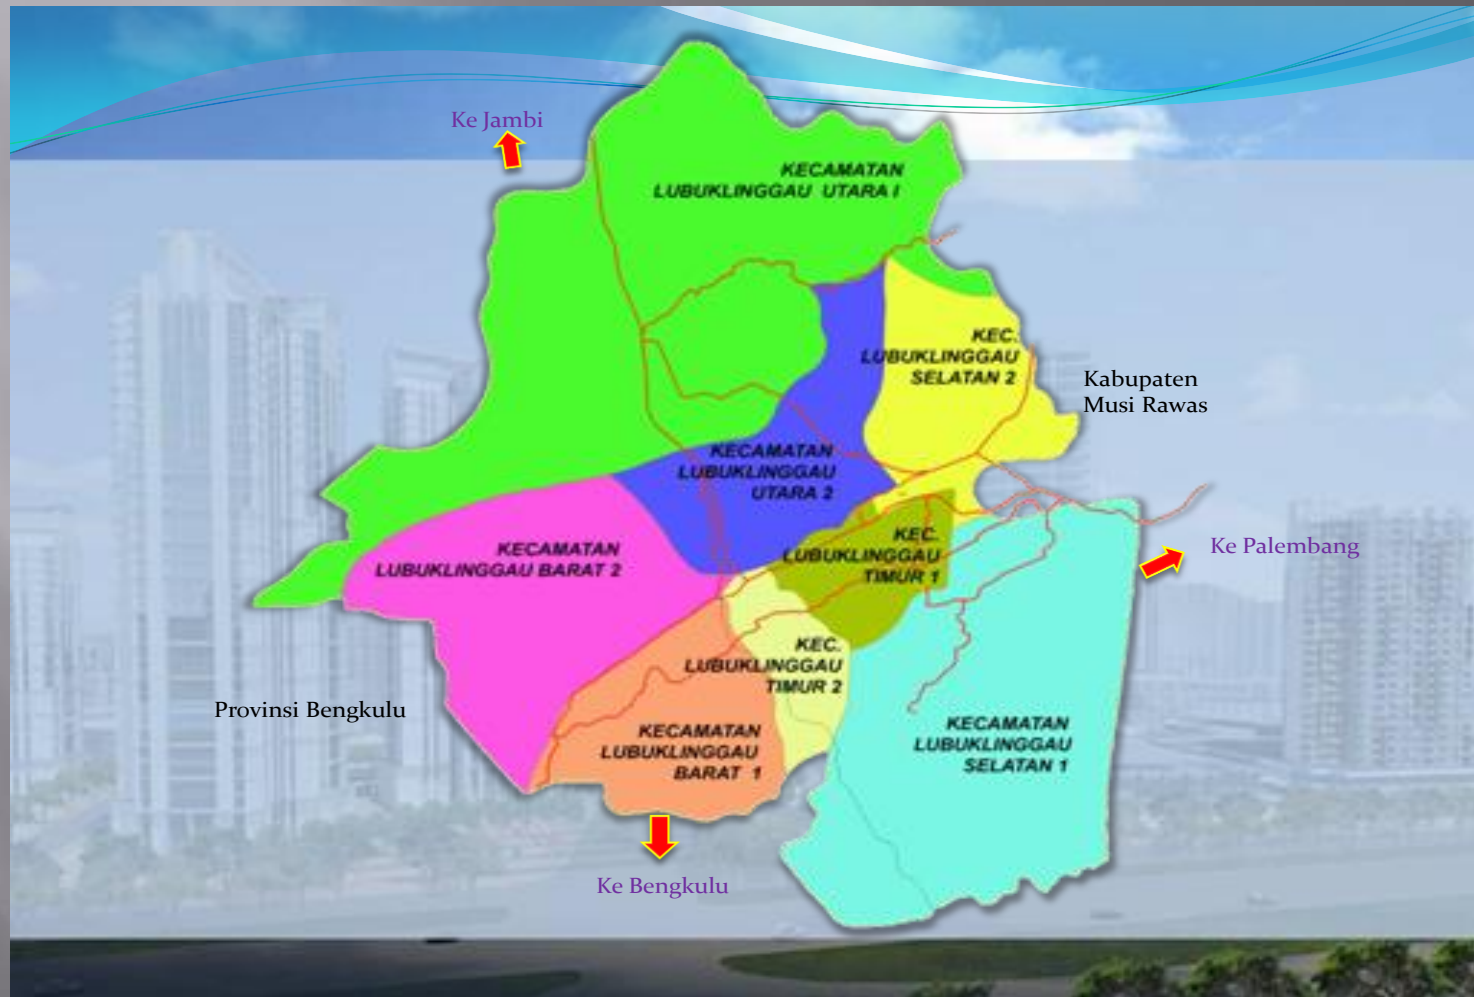 Ke Jambi
KECAMATAN
LUBUKLINGGAU UTARA I
KEC.
LUBUKLINGGAU
SELATAN 2
Kabupaten
Musi Rawas
KECAMATAN
LUBUKLINGGAU
UTARA 2
KEC.
LUBUKLINGGAU
TIMUR 1
Ke Palembang
KECAMATAN
LUBUKLINGGAU BARAT 2
KEC.
LUBUKLINGGAU
TIMUR 2
Provinsi Bengkulu
KECAMATAN
LUBUKLINGGAU
BARAT 1
KECAMATAN
LUBUKLINGGAU
SELATAN 1
Ke Bengkulu